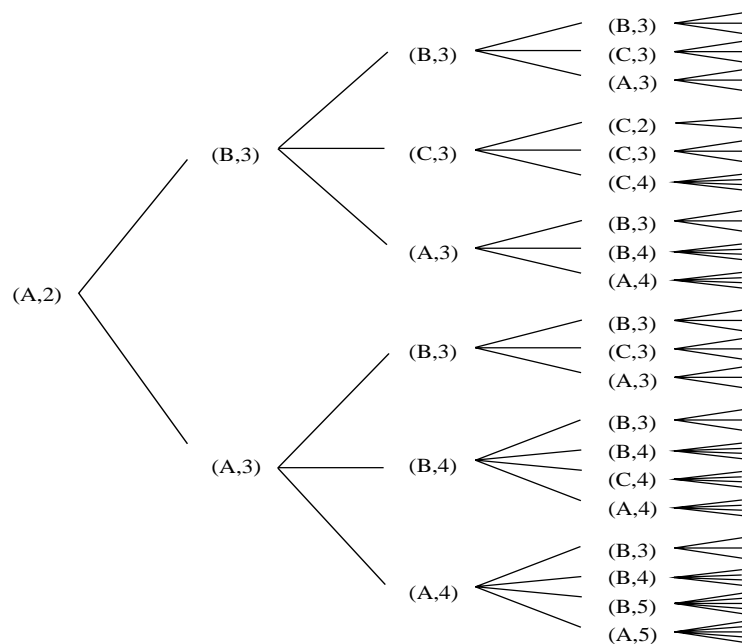 (A,2)
(B,3)
(A,3)
(B,3)
(C,3)
(A,3)
(B,3)
(B,4)
(A,4)
(B,3)
(C,3)
(A,3)
(C,2)
(C,3)
(C,4)
(B,3)
(B,4)
(A,4)
(B,3)
(C,3)
(A,3)
(B,3)
(B,4)
(C,4)
(A,4)
(B,3)
(B,4)
(B,5)
(A,5)